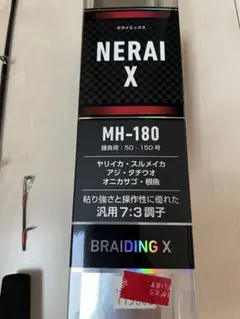 ネライエックス
NERAI
X
MH-180
錘負荷：50-150号
ヤリイカ・スルメイカ
アジ・タチウオ
オニカサゴ・根魚
粘り強さと操作性に優れた
汎用7:3調子
BRAIDING X